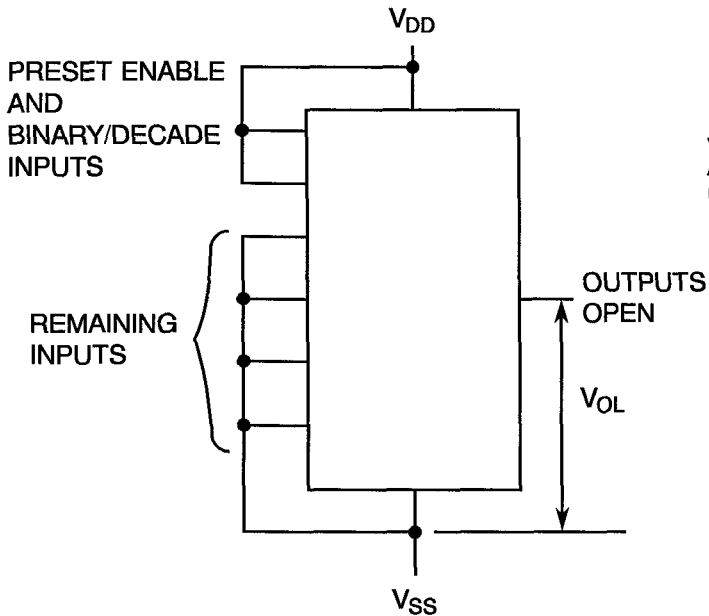 V_DD
PRESET ENABLE
AND
BINARY/DECADE
INPUTS
REMAINING
INPUTS
OUTPUTS
OPEN
V_OL
V_SS